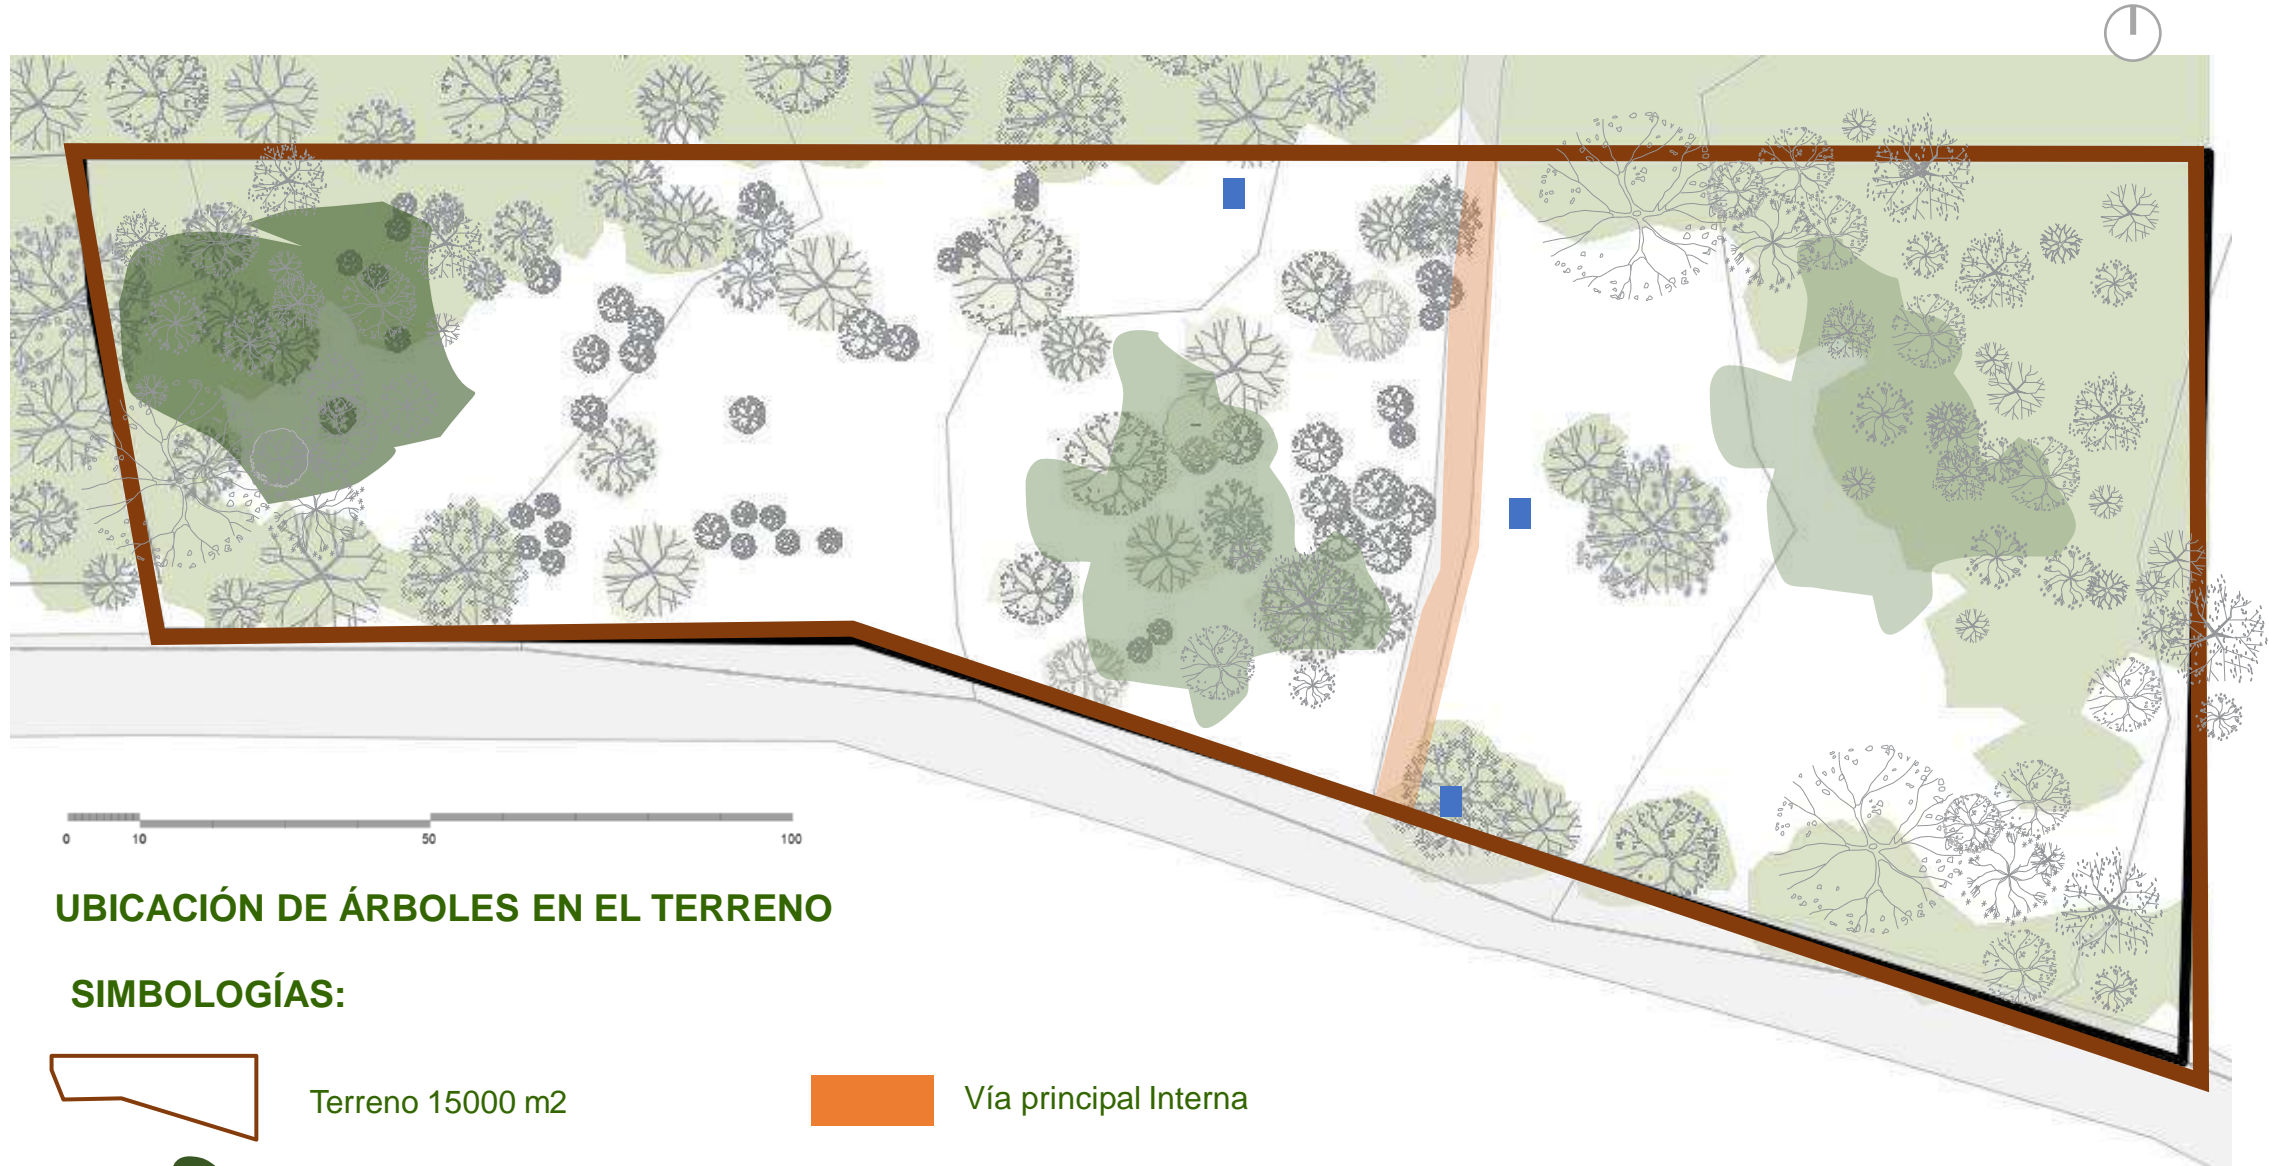 0 10 50 100
UBICACIÓN DE ÁRBOLES EN EL TERRENO
SIMBOLOGÍAS:
Terreno 15000 m2
Vía principal Interna